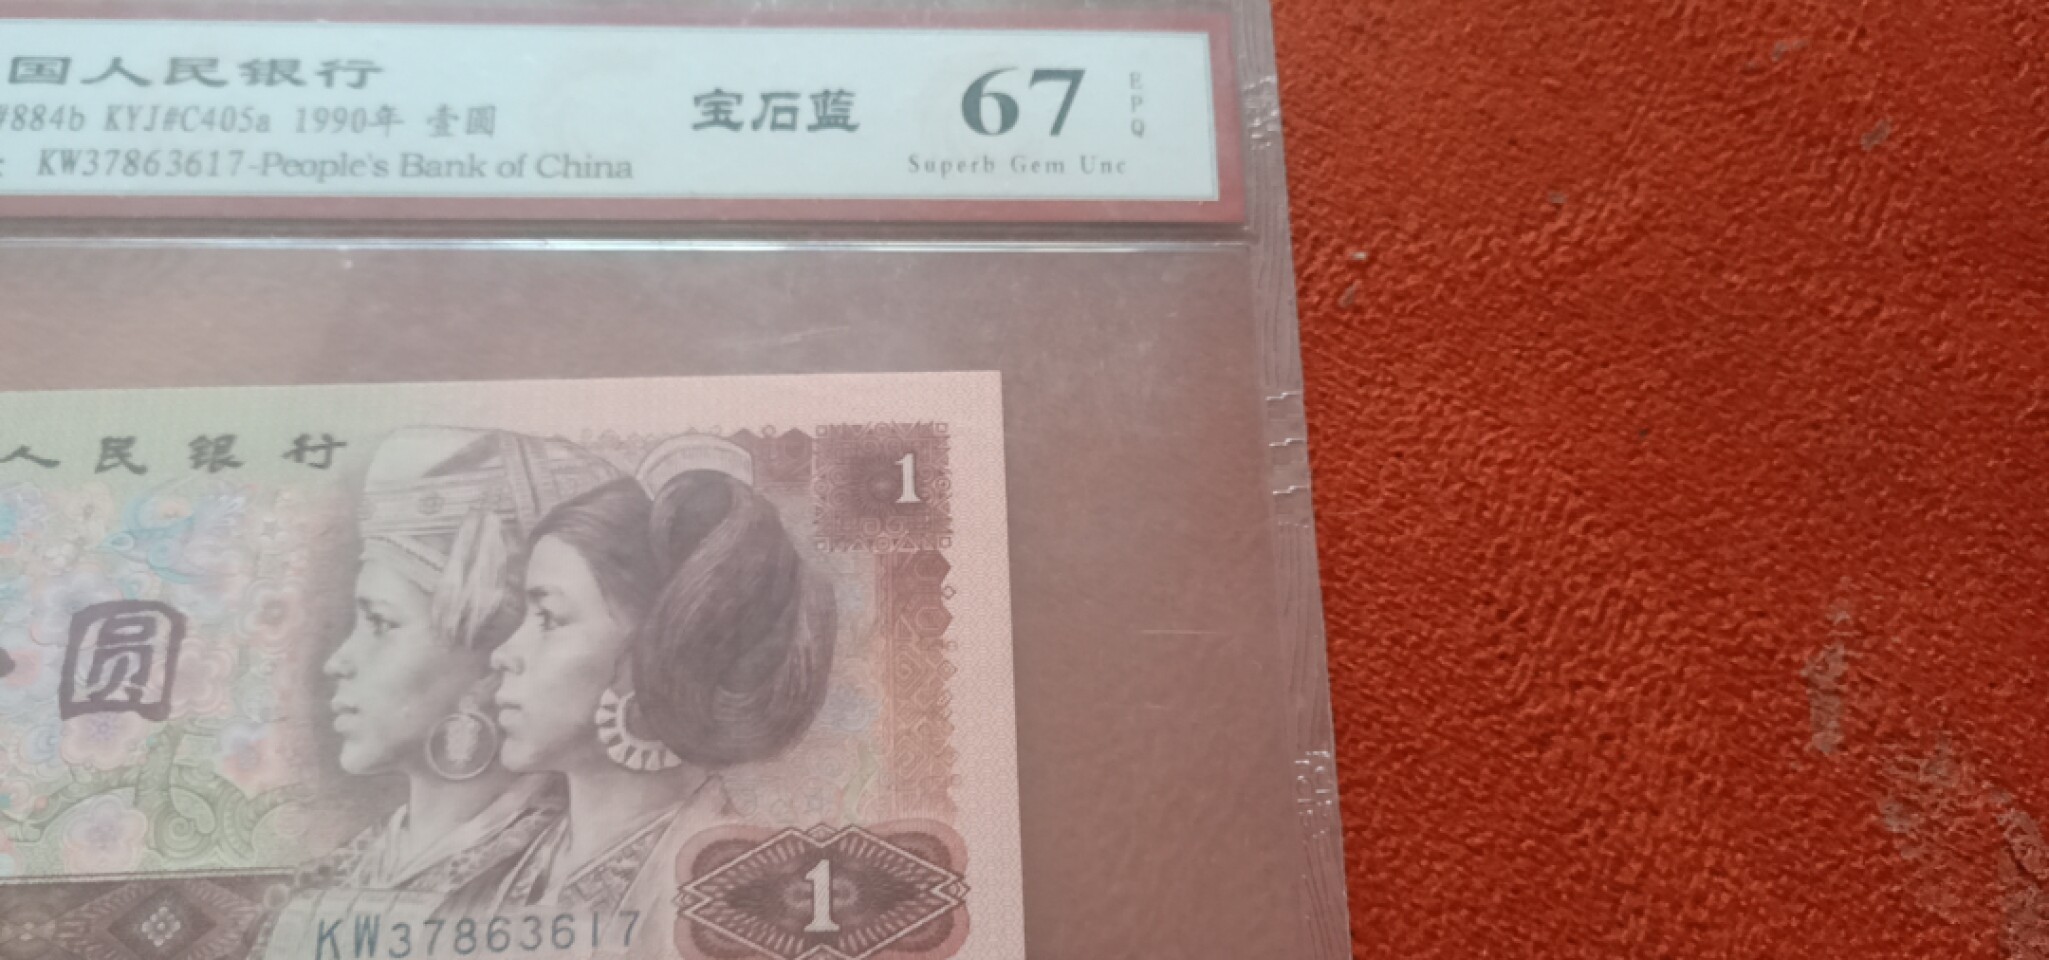 国人民银行
#884b KYJ#C405a 1990年 壹圆
KW37863617-People's Bank of China
宝石蓝
67
EPQ
Superb Gem Unc
人民银行
1
圆
1
KW37863617